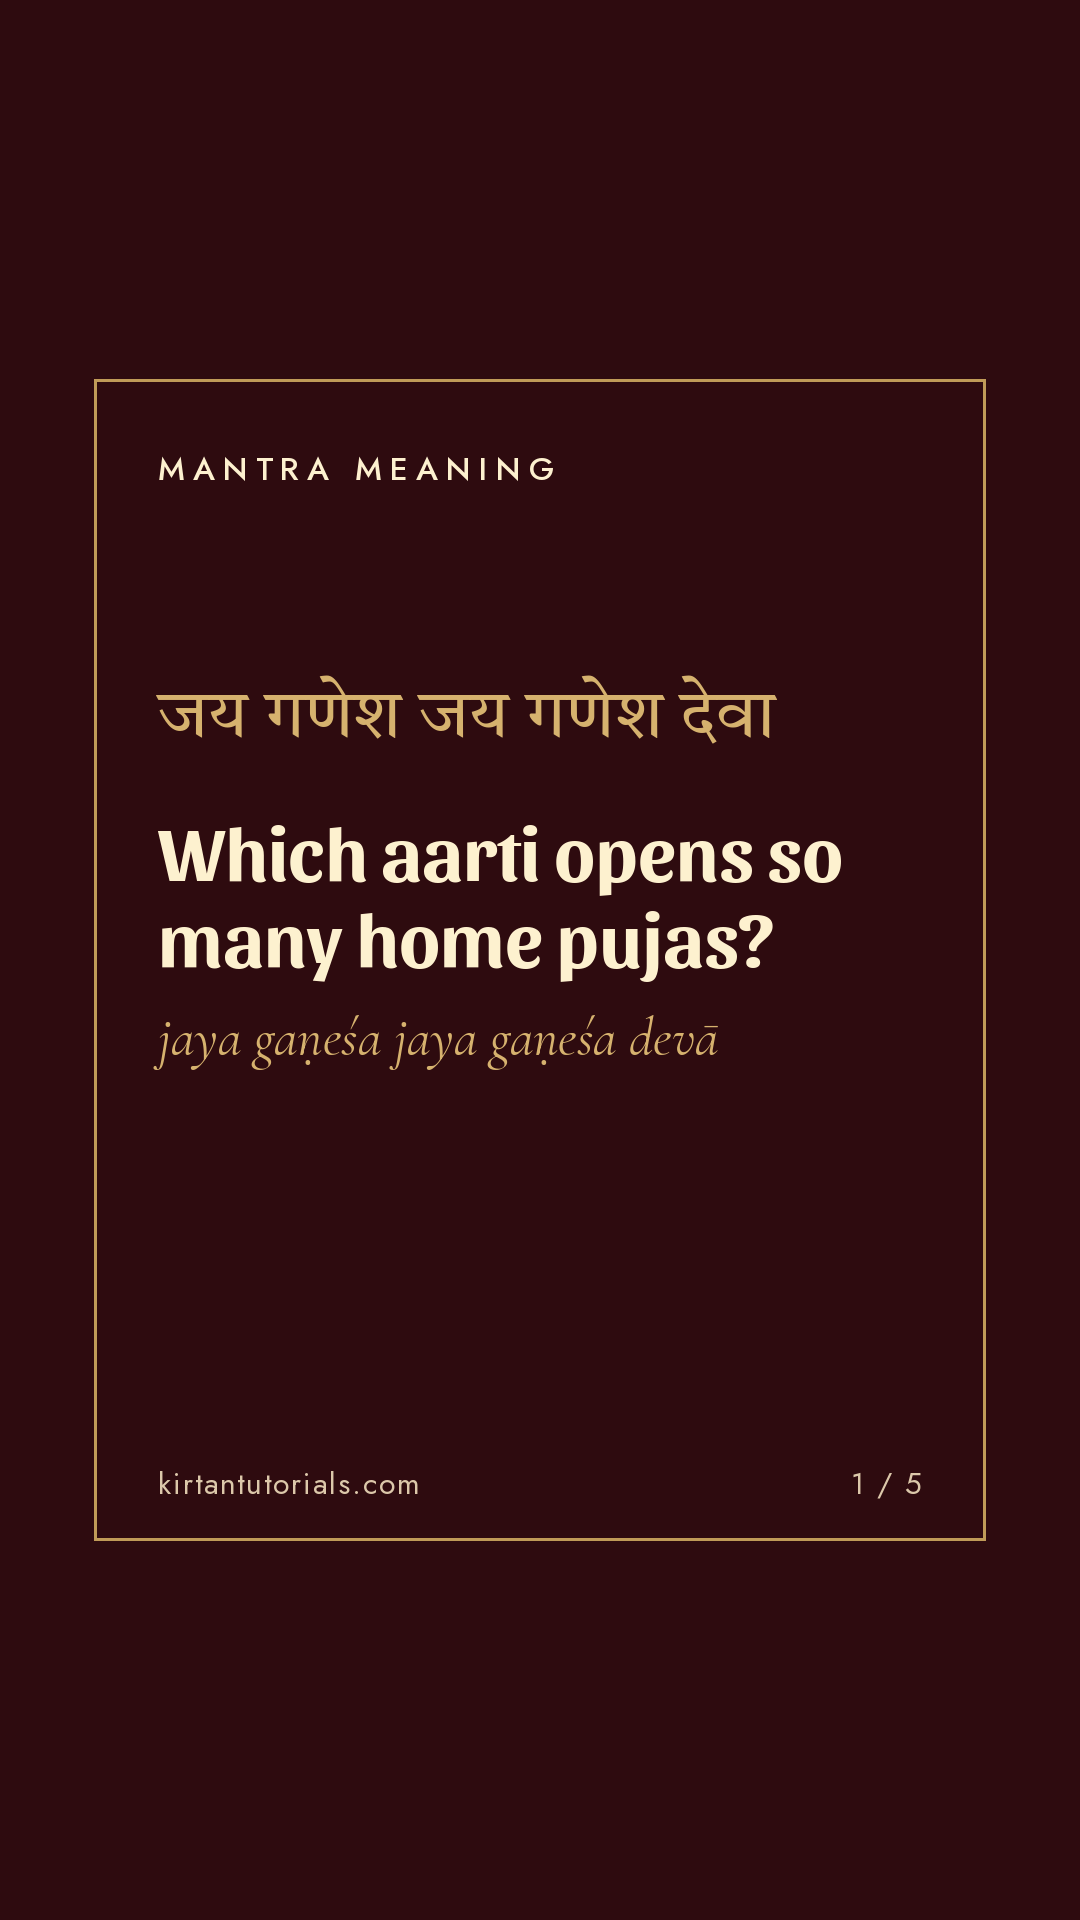 MANTRA MEANING
जय गणेश जय गणेश देवा
Which aarti opens so
many home pujas?
jaya gaṇeśa jaya gaṇeśa devā
kirtantutorials.com
1 / 5